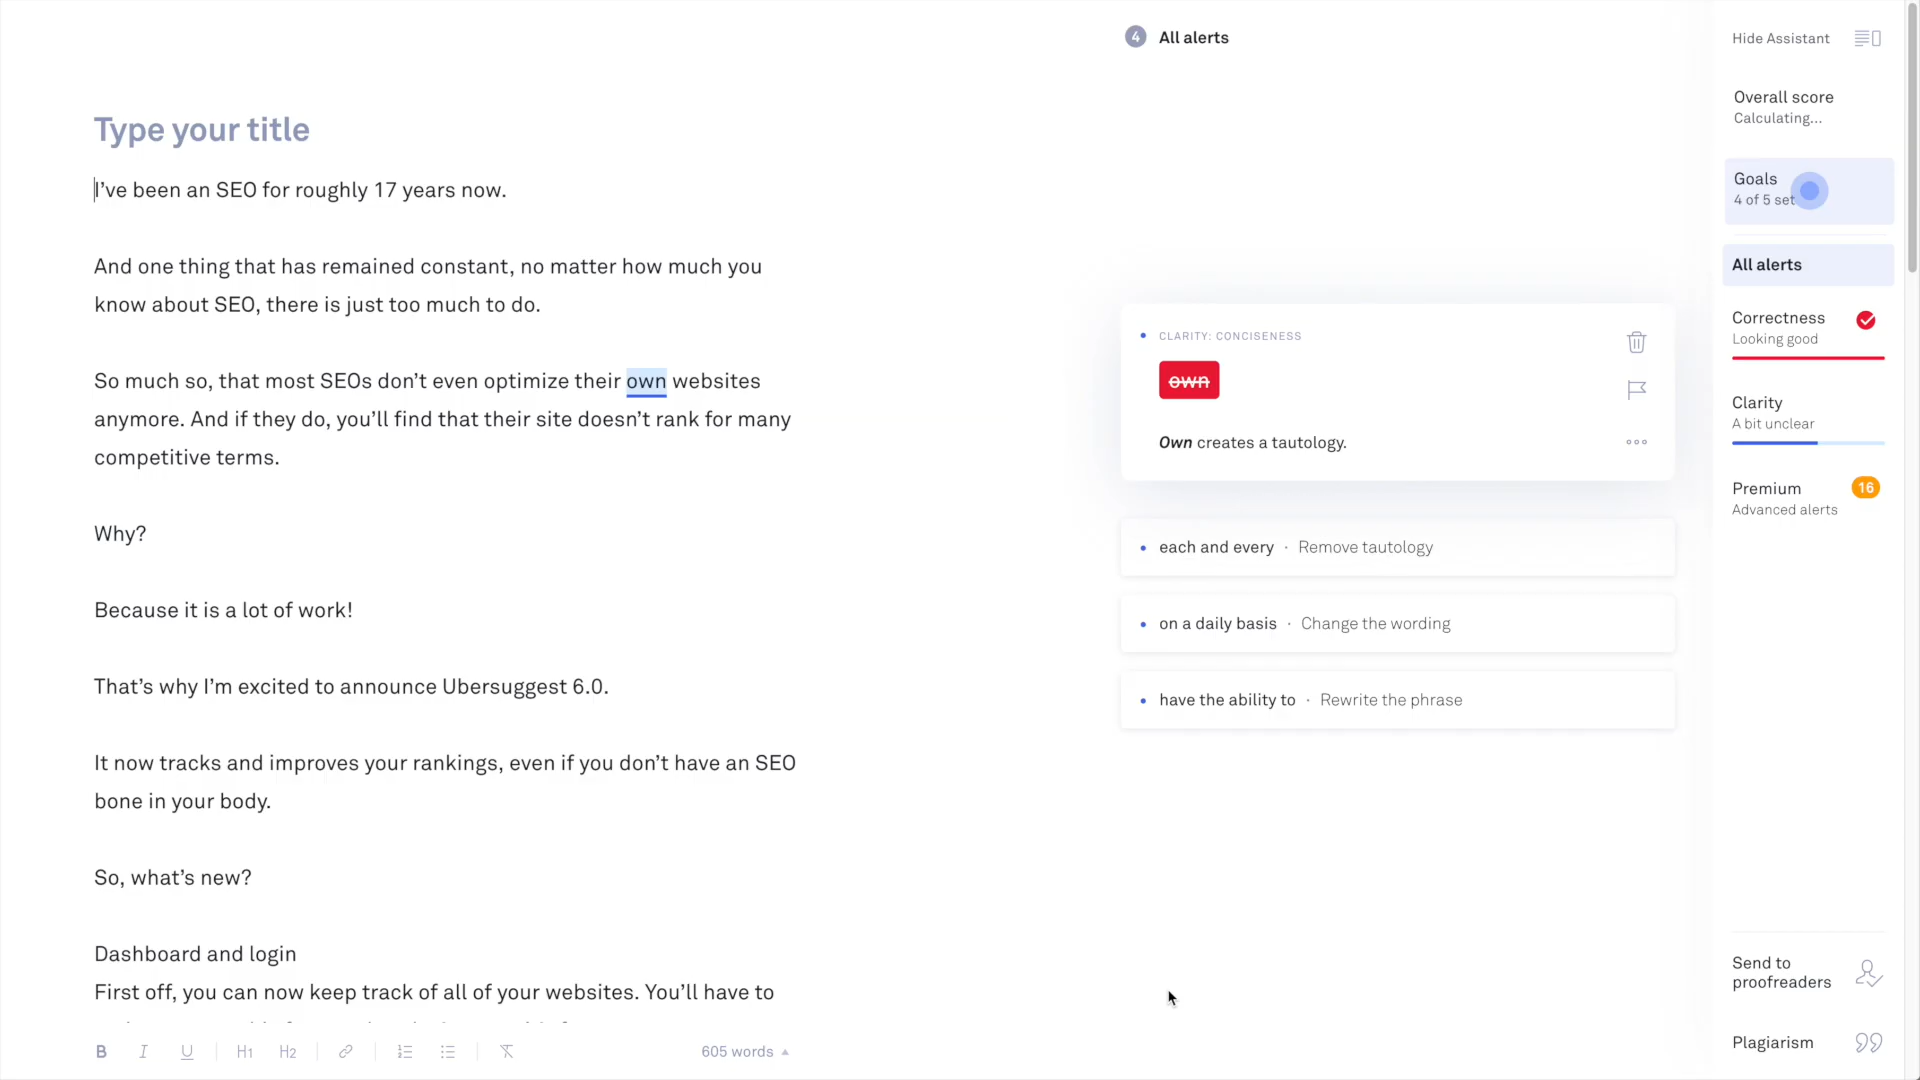 Type your title
I’ve been an SEO for roughly 17 years now.
And one thing that has remained constant, no matter how much you
know about SEO, there is just too much to do.
So much so, that most SEOs don’t even optimize their own websites
anymore. And if they do, you’ll find that their site doesn’t rank for many
competitive terms.
Why?
Because it is a lot of work!
That’s why I’m excited to announce Ubersuggest 6.0.
It now tracks and improves your rankings, even if you don’t have an SEO
bone in your body.
So, what’s new?
Dashboard and login
First off, you can now keep track of all of your websites. You’ll have to
B I U H1 H2
605 words
4 All alerts
CLARITY: CONCISENESS
own
Own creates a tautology.
each and every · Remove tautology
on a daily basis · Change the wording
have the ability to · Rewrite the phrase
Hide Assistant
Overall score
Calculating...
Goals
4 of 5 set
All alerts
Correctness
Looking good
Clarity
A bit unclear
Premium 16
Advanced alerts
Send to
proofreaders
Plagiarism